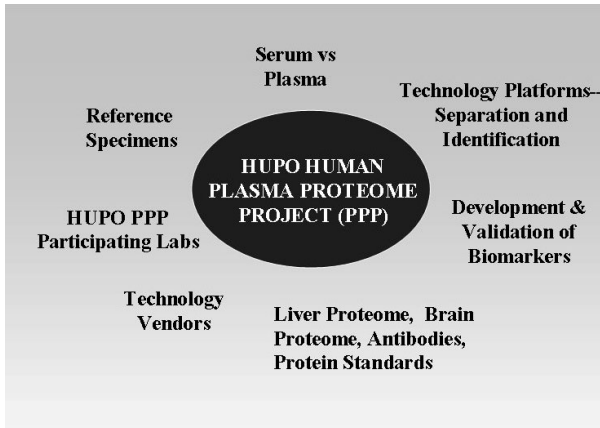 Serum vs
Plasma
Technology Platforms--
Separation and
Identification
Reference
Specimens
HUPO HUMAN
PLASMA PROTEOME
PROJECT (PPP)
HUPO PPP
Participating Labs
Development &
Validation of
Biomarkers
Technology
Vendors
Liver Proteome, Brain
Proteome, Antibodies,
Protein Standards